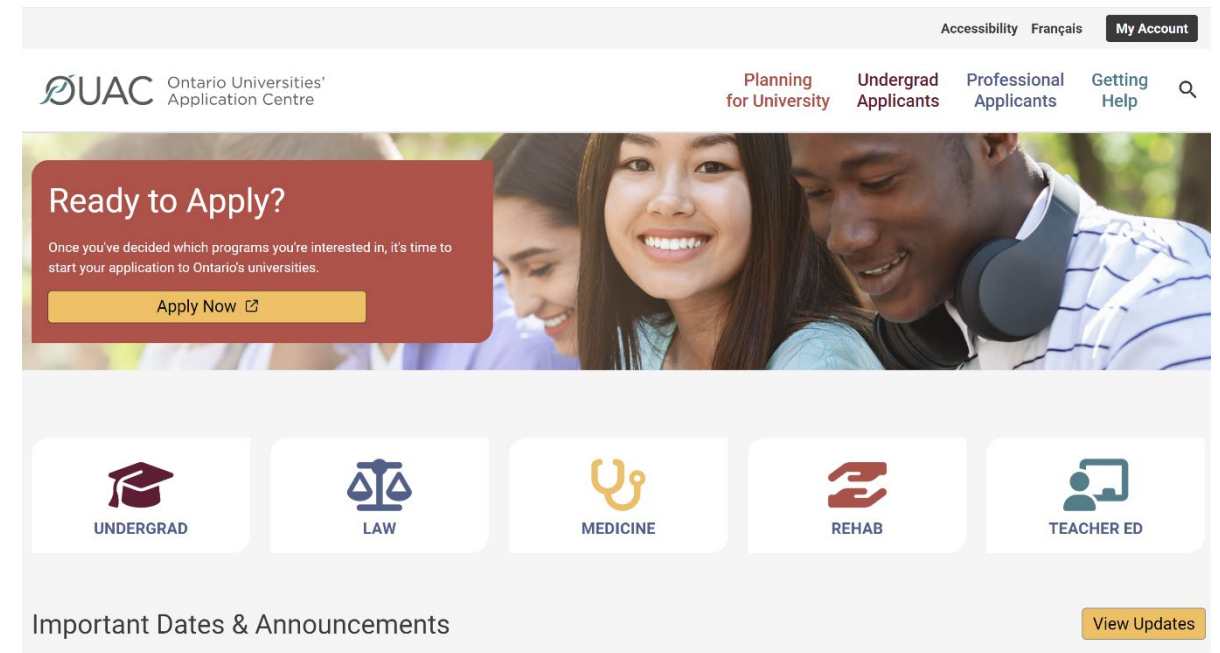 Accessibility Français My Account
OUAC Ontario Universities'
Application Centre
Planning
for University
Undergrad
Applicants
Professional
Applicants
Getting
Help
Ready to Apply?
Once you've decided which programs you're interested in, it's time to
start your application to Ontario's universities.
Apply Now
UNDERGRAD
LAW
MEDICINE
REHAB
TEACHER ED
Important Dates & Announcements
View Updates